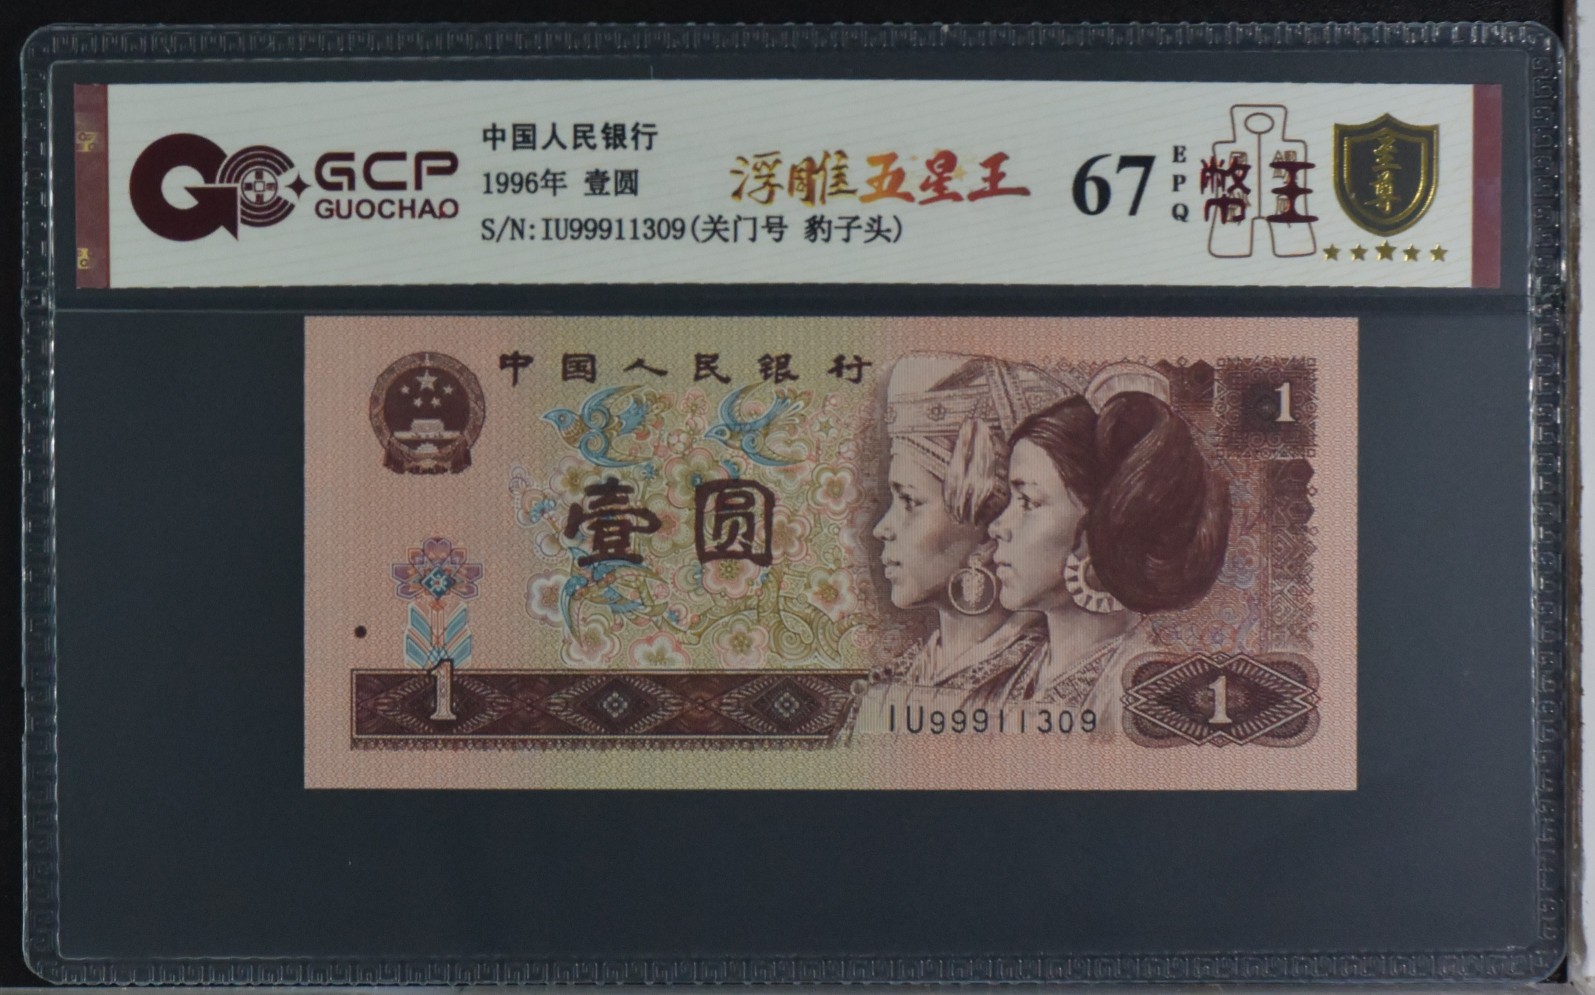 GCP
GUOCHAO
中国人民银行
1996年 壹圆
S/N:IU99911309(关门号 豹子头)
浮雕五星王
67
EPQ
至尊
中国人民银行
1
壹圆
1
IU99911309
1